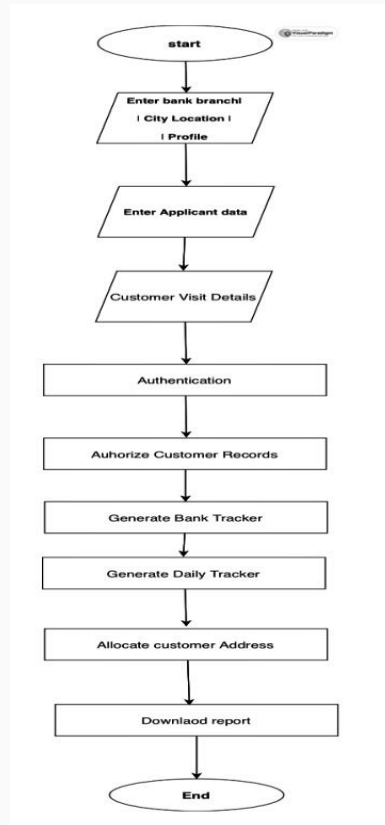 start
VisualParadigm
Enter bank branchl
I City Location I
I Profile
Enter Applicant data
Customer Visit Details
Authentication
Auhorize Customer Records
Generate Bank Tracker
Generate Daily Tracker
Allocate customer Address
Downlaod report
End